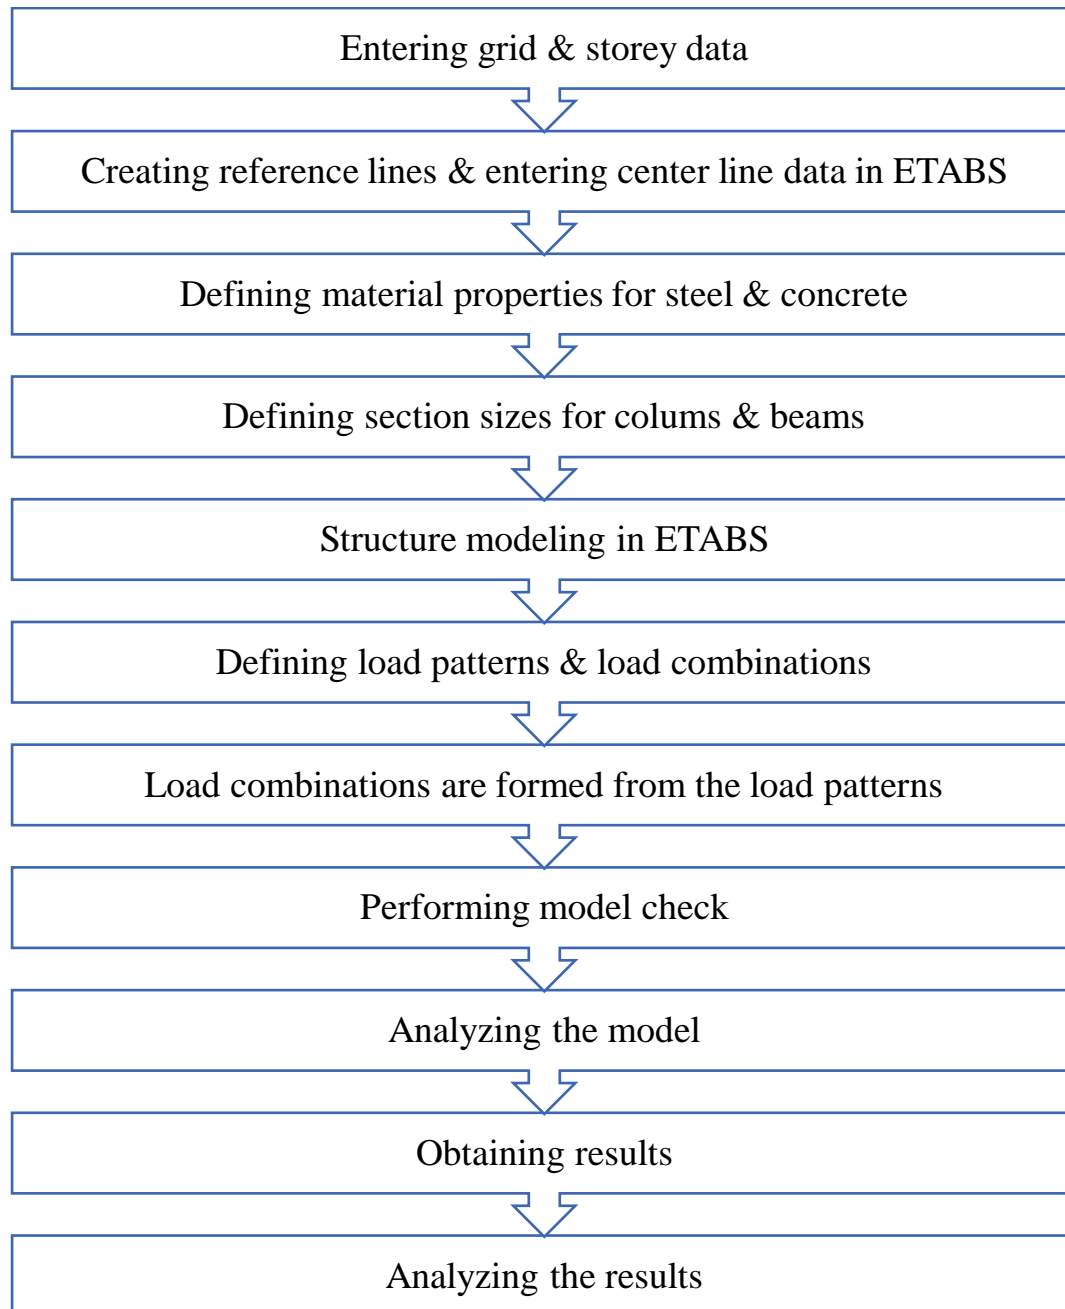 Entering grid & storey data
Creating reference lines & entering center line data in ETABS
Defining material properties for steel & concrete
Defining section sizes for colums & beams
Structure modeling in ETABS
Defining load patterns & load combinations
Load combinations are formed from the load patterns
Performing model check
Analyzing the model
Obtaining results
Analyzing the results